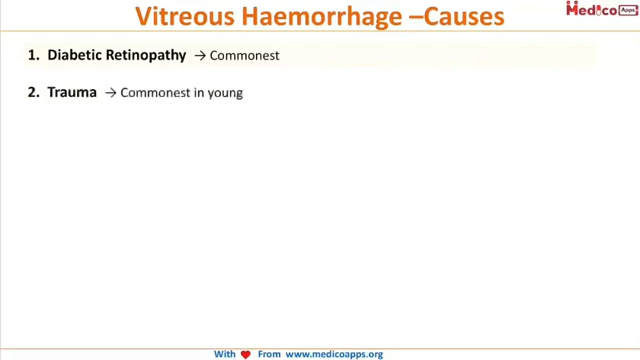 Vitreous Haemorrhage –Causes
Medico Apps
1. Diabetic Retinopathy → Commonest
2. Trauma → Commonest in young
With ❤ From www.medicoapps.org